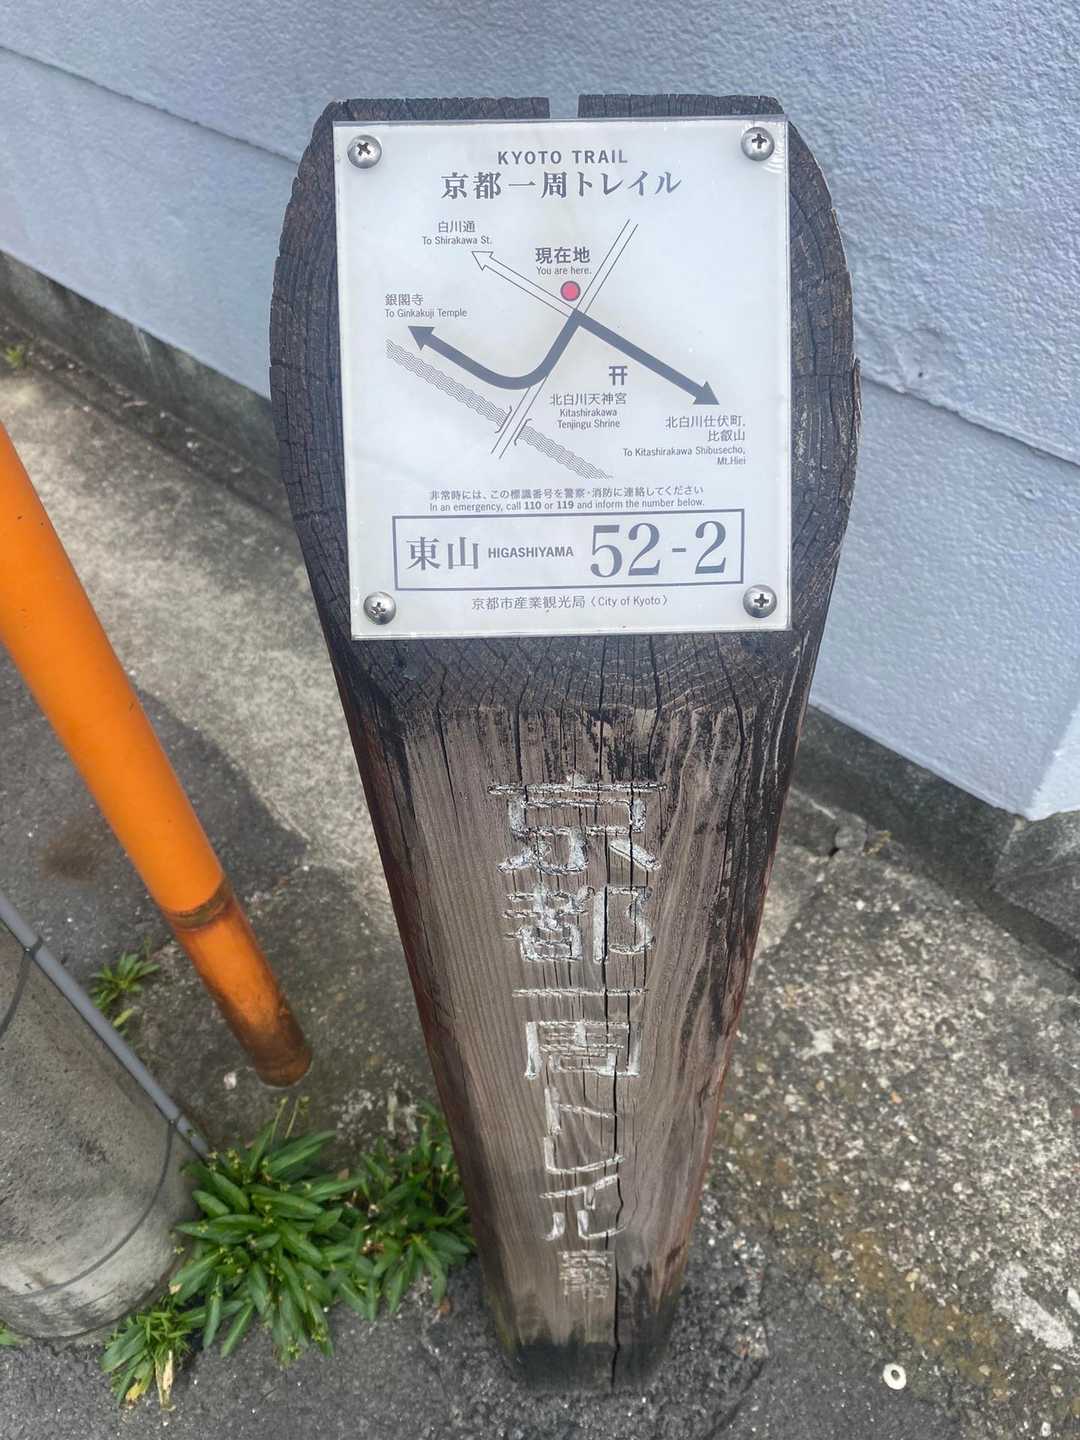 KYOTO TRAIL
京都一周トレイル
白川通
To Shirakawa St.
現在地
You are here.
銀閣寺
To Ginkakuji Temple
北白川天神宮
Kitashirakawa
Tenjingu Shrine
北白川仕伏町,
比叡山
To Kitashirakawa Shibusecho,
Mt.Hiei
非常時には、この標識番号を警察・消防に連絡してください
In an emergency, call 110 or 119 and inform the number below.
東山 HIGASHIYAMA 52-2
京都市産業観光局〈City of Kyoto〉
京都一周トレイル